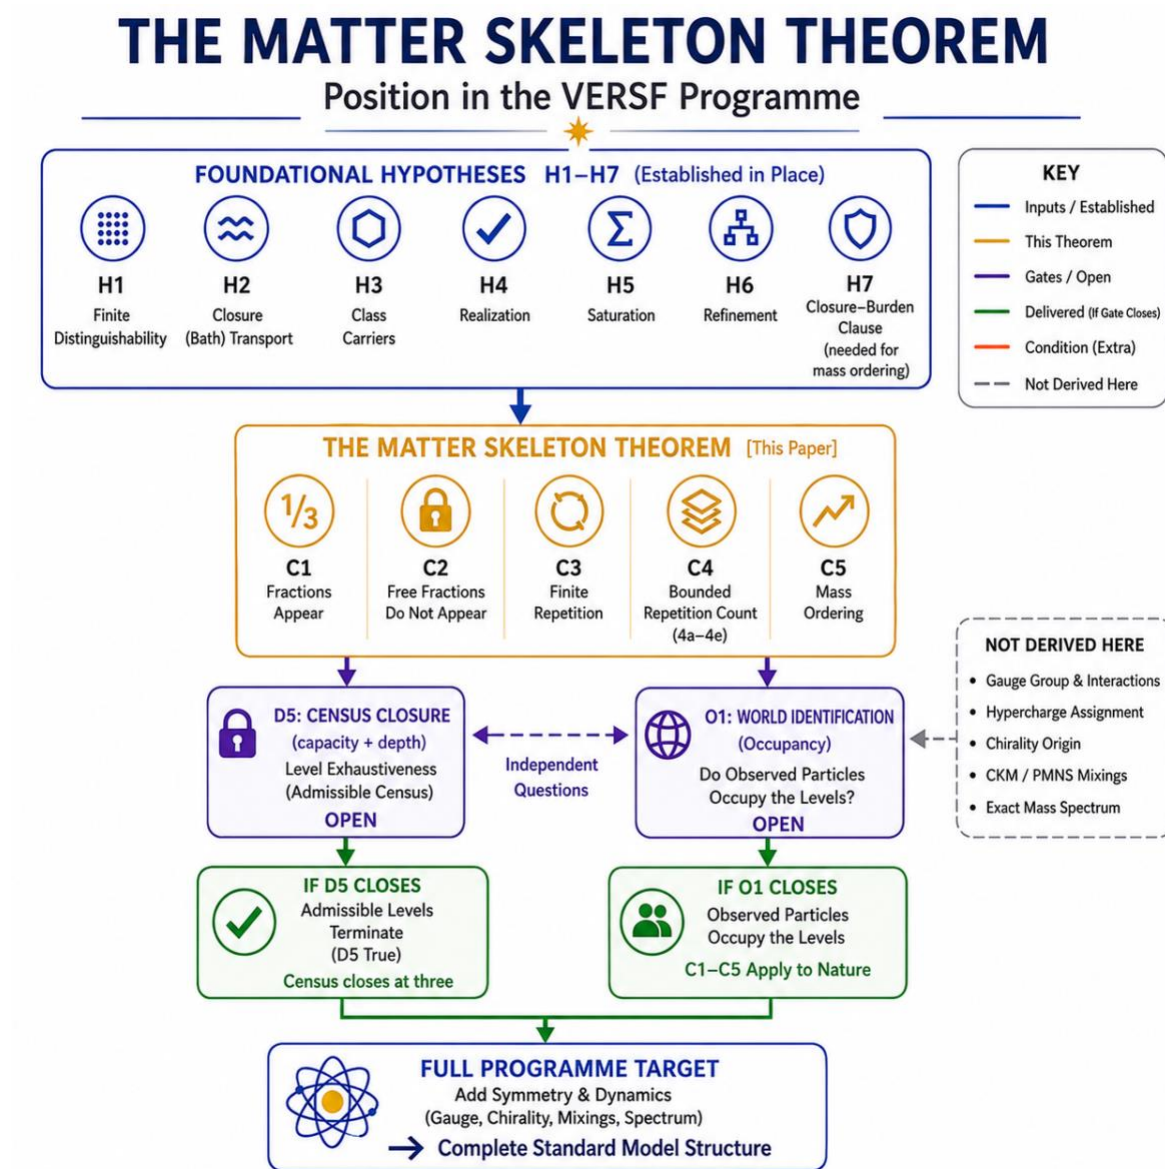 THE MATTER SKELETON THEOREM
Position in the VERSF Programme
FOUNDATIONAL HYPOTHESES H1–H7 (Established in Place)
H1
Finite
Distinguishability
H2
Closure
(Bath) Transport
H3
Class
Carriers
H4
Realization
Σ
H5
Saturation
H6
Refinement
H7
Closure–Burden
Clause
(needed for
mass ordering)
KEY
Inputs / Established
This Theorem
Gates / Open
Delivered (If Gate Closes)
Condition (Extra)
Not Derived Here
THE MATTER SKELETON THEOREM [This Paper]
1/3
C1
Fractions
Appear
C2
Free Fractions
Do Not Appear
C3
Finite
Repetition
C4
Bounded
Repetition Count
(4a–4e)
C5
Mass
Ordering
D5: CENSUS CLOSURE
(capacity + depth)
Level Exhaustiveness
(Admissible Census)
OPEN
Independent
Questions
O1: WORLD IDENTIFICATION
(Occupancy)
Do Observed Particles
Occupy the Levels?
OPEN
NOT DERIVED HERE
• Gauge Group & Interactions
• Hypercharge Assignment
• Chirality Origin
• CKM / PMNS Mixings
• Exact Mass Spectrum
IF D5 CLOSES
Admissible Levels
Terminate
(D5 True)
Census closes at three
IF O1 CLOSES
Observed Particles
Occupy the Levels
C1–C5 Apply to Nature
FULL PROGRAMME TARGET
Add Symmetry & Dynamics
(Gauge, Chirality, Mixings, Spectrum)
→ Complete Standard Model Structure